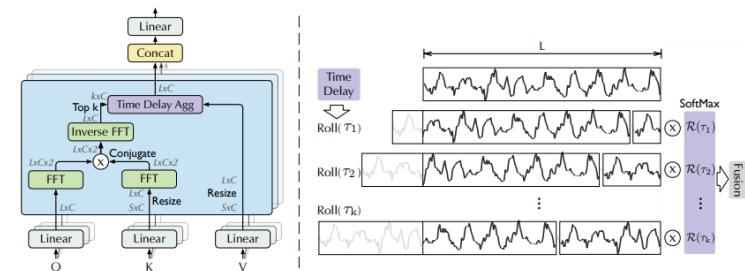 Linear
Concat
LxC
kxC
Time Delay Agg
Top k
LxC
Inverse FFT
LxCx2
Conjugate
LxCx2
LxCx2
FFT
FFT
LxC
LxC
LxC
Resize
Resize
SxC
SxC
Linear
Linear
Linear
Q
K
V
L
Time
Delay
SoftMax
Roll(τ1)
R(τ1)
Roll(τ2)
R(τ2)
Fusion
Roll(τk)
R(τk)